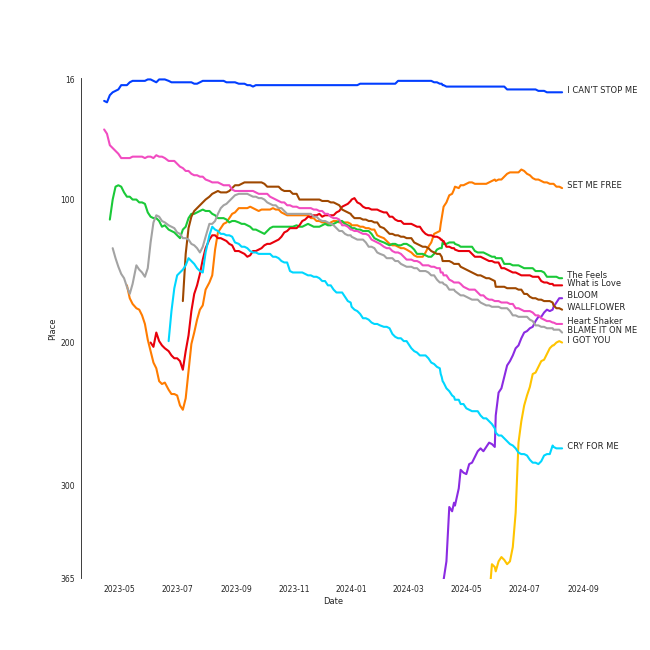 16
I CAN'T STOP ME
SET ME FREE
100
The Feels
What is Love
BLOOM
WALLFLOWER
Heart Shaker
BLAME IT ON ME
I GOT YOU
Place
200
CRY FOR ME
300
365
2023-05 2023-07 2023-09 2023-11 2024-01 2024-03 2024-05 2024-07 2024-09
Date